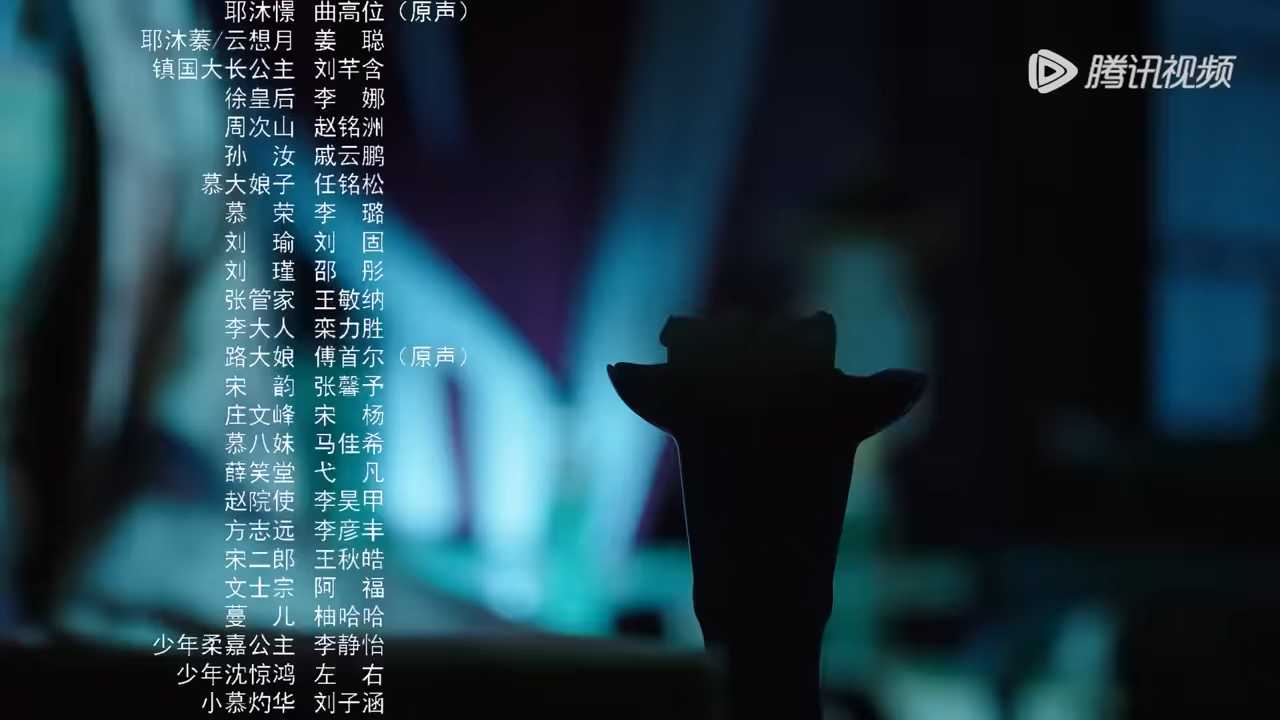 耶沐憬 曲高位（原声）
耶沐蓁/云想月 姜 聪
腾讯视频
镇国大长公主 刘芊含
徐皇后 李 娜
周次山 赵铭洲
孙 汝 戚云鹏
慕大娘子 任铭松
慕 荣 李 璐
刘 瑜 刘 固
刘 瑾 邵 彤
张管家 王敏纳
李大人 栾力胜
路大娘 傅首尔（原声）
宋 韵 张馨予
庄文峰 宋 杨
慕八妹 马佳希
薛笑堂 弋 凡
赵院使 李昊甲
方志远 李彦丰
宋二郎 王秋皓
文士宗 阿 福
蔓 儿 柚哈哈
少年柔嘉公主 李静怡
少年沈惊鸿 左 右
小慕灼华 刘子涵